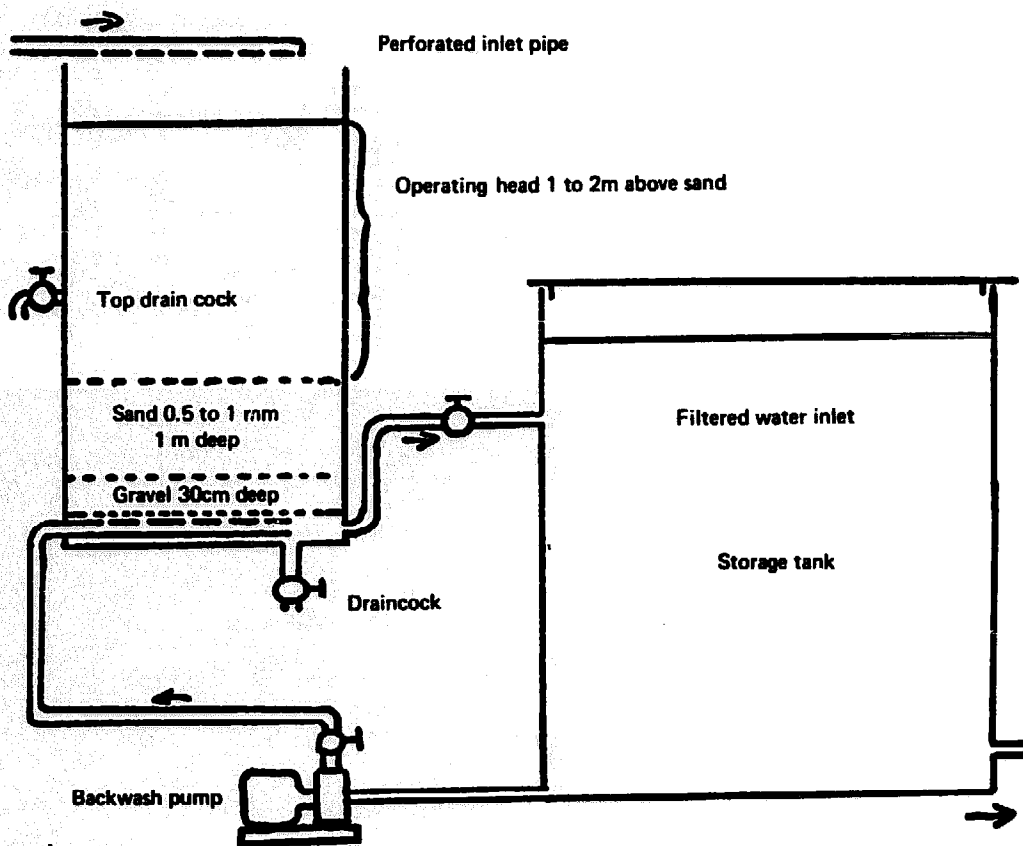 Perforated inlet pipe
Operating head 1 to 2m above sand
Top drain cock
Sand 0.5 to 1 mm
1 m deep
Filtered water inlet
Gravel 30cm deep
Storage tank
Draincock
Backwash pump